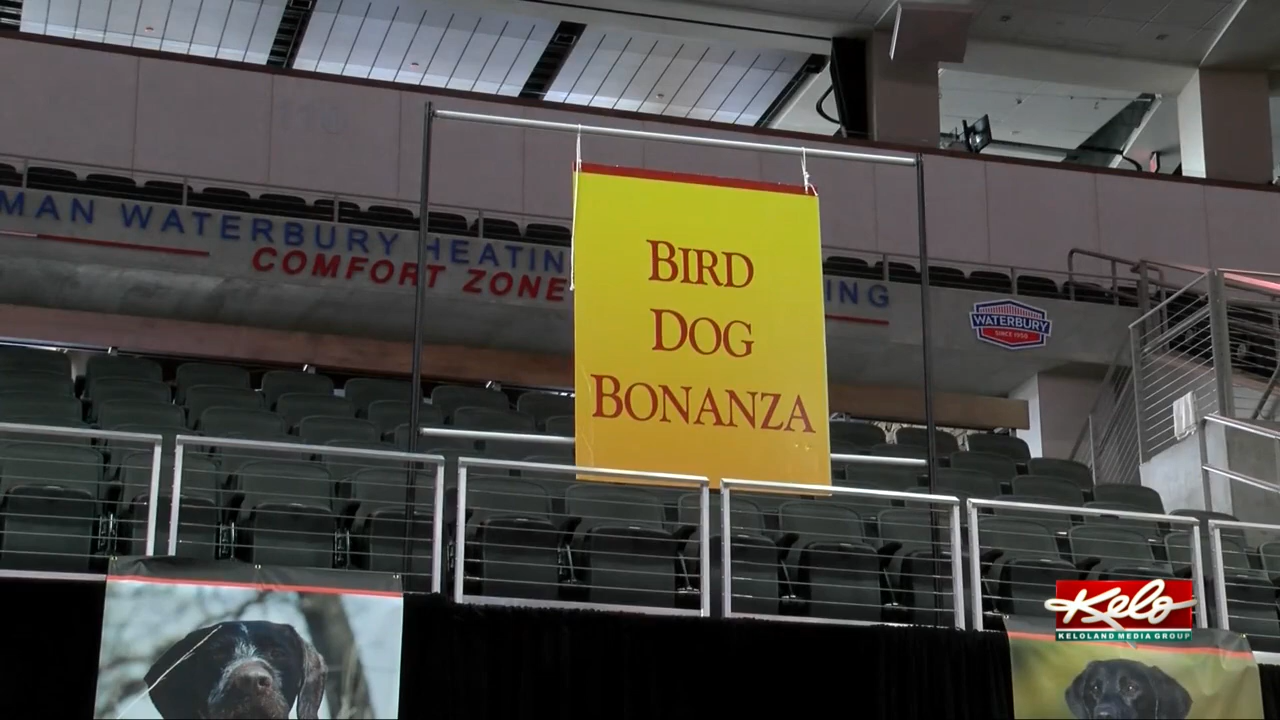 MAN WATERBURY HEATIN
ING
COMFORT ZONE
BIRD
DOG
BONANZA
WATERBURY
SINCE 1958
Kelo
KELOLAND MEDIA GROUP